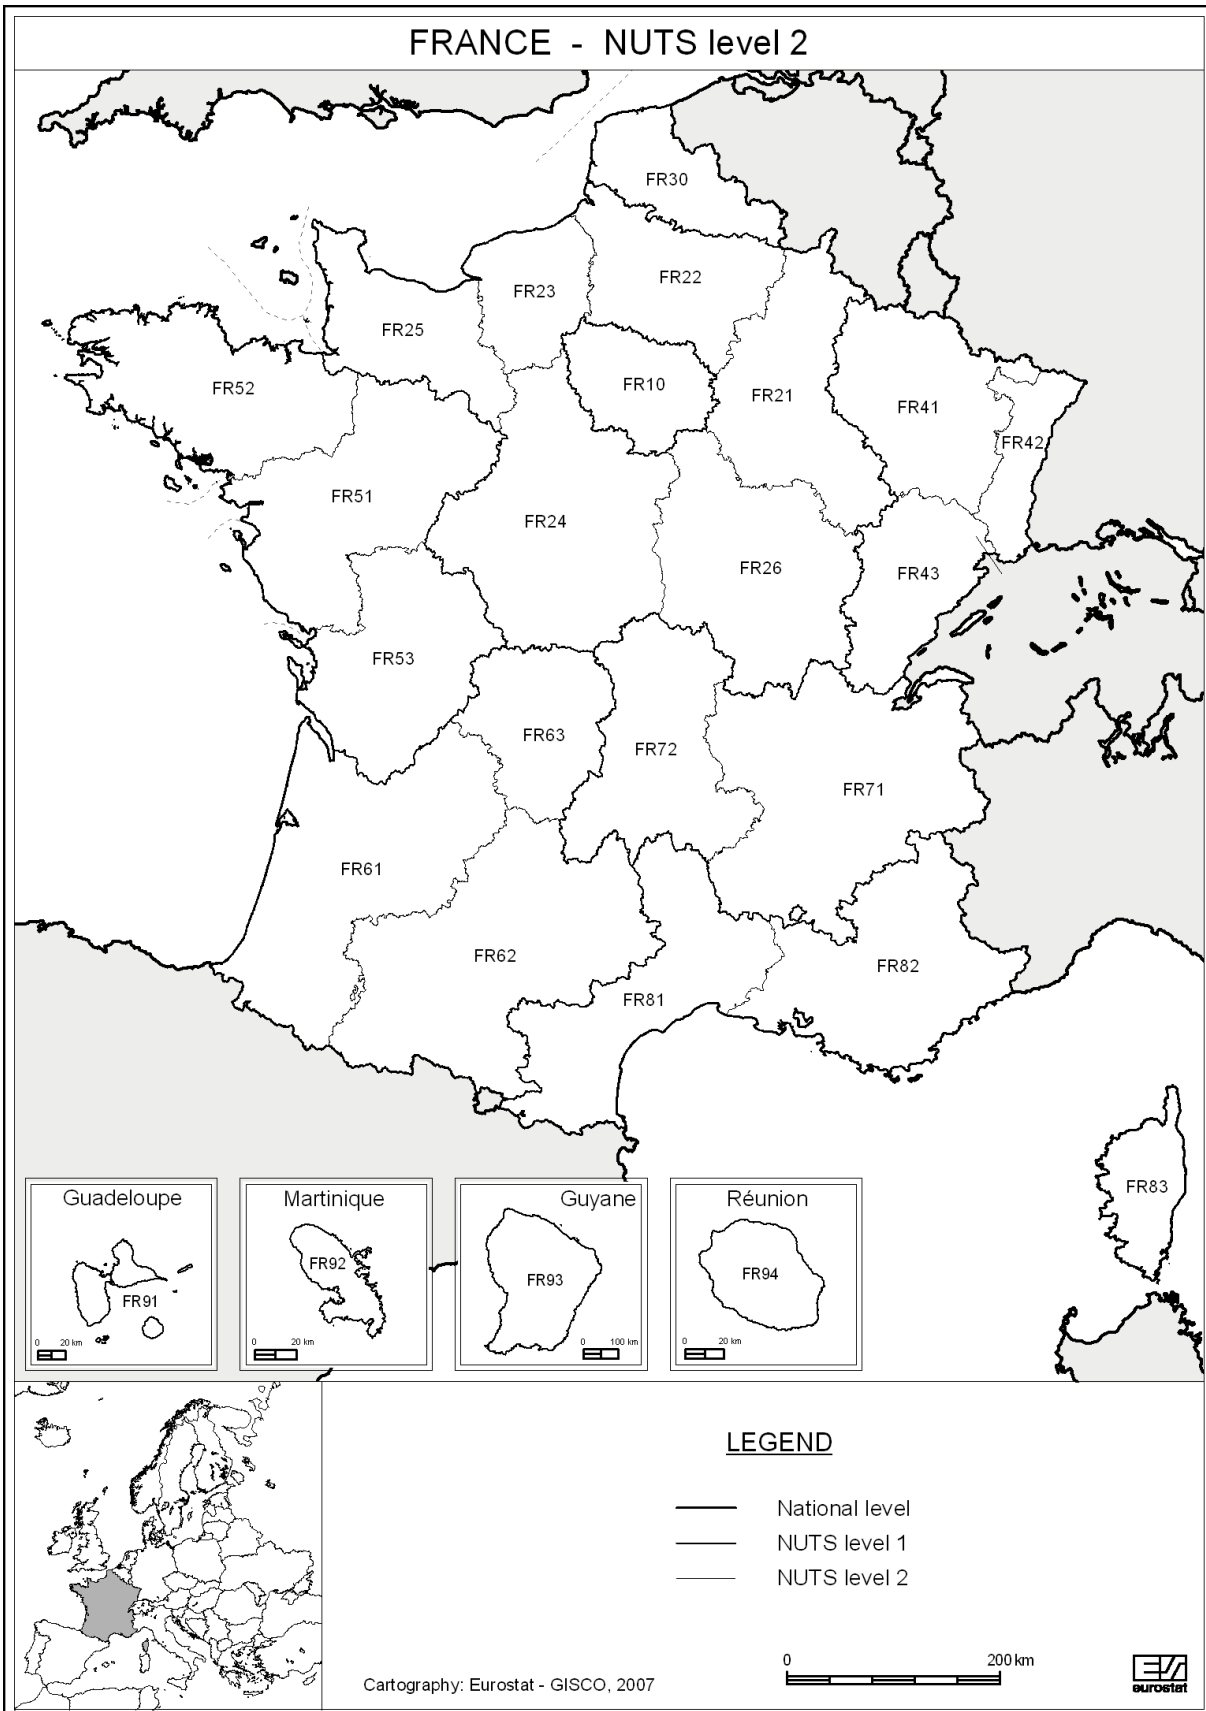 FRANCE - NUTS level 2
FR30
FR22
FR23
FR25
FR10
FR52
FR21
FR41
FR42
FR51
FR24
FR26
FR43
FR53
FR63
FR72
FR71
FR61
FR62
FR82
FR81
FR83
Guadeloupe
FR91
0 20 km
Martinique
FR92
0 20 km
Guyane
FR93
0 100 km
Réunion
FR94
0 20 km
LEGEND
National level
NUTS level 1
NUTS level 2
0 200 km
Cartography: Eurostat - GISCO, 2007
eurostat